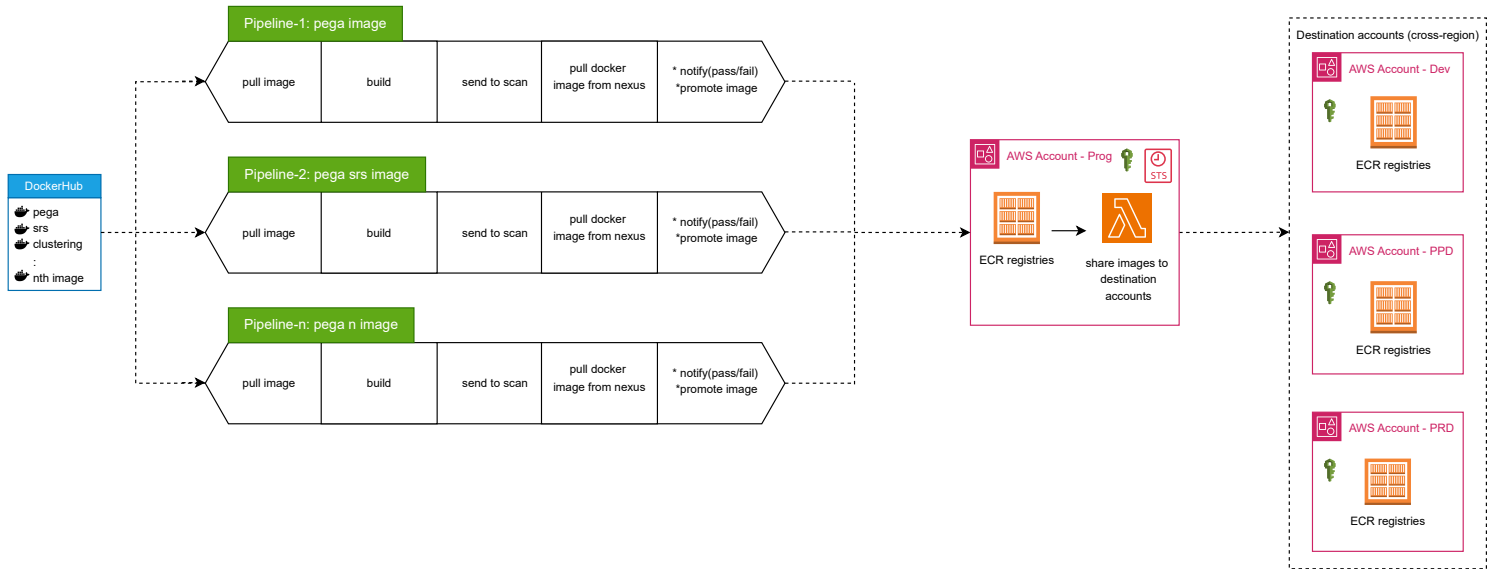 DockerHub
pega
srs
clustering
:
nth image
Pipeline-1: pega image
pull image
build
send to scan
pull docker
image from nexus
* notify(pass/fail)
*promote image
Pipeline-2: pega srs image
pull image
build
send to scan
pull docker
image from nexus
* notify(pass/fail)
*promote image
Pipeline-n: pega n image
pull image
build
send to scan
pull docker
image from nexus
* notify(pass/fail)
*promote image
AWS Account - Prog
STS
ECR registries
share images to
destination
accounts
Destination accounts (cross-region)
AWS Account - Dev
ECR registries
AWS Account - PPD
ECR registries
AWS Account - PRD
ECR registries